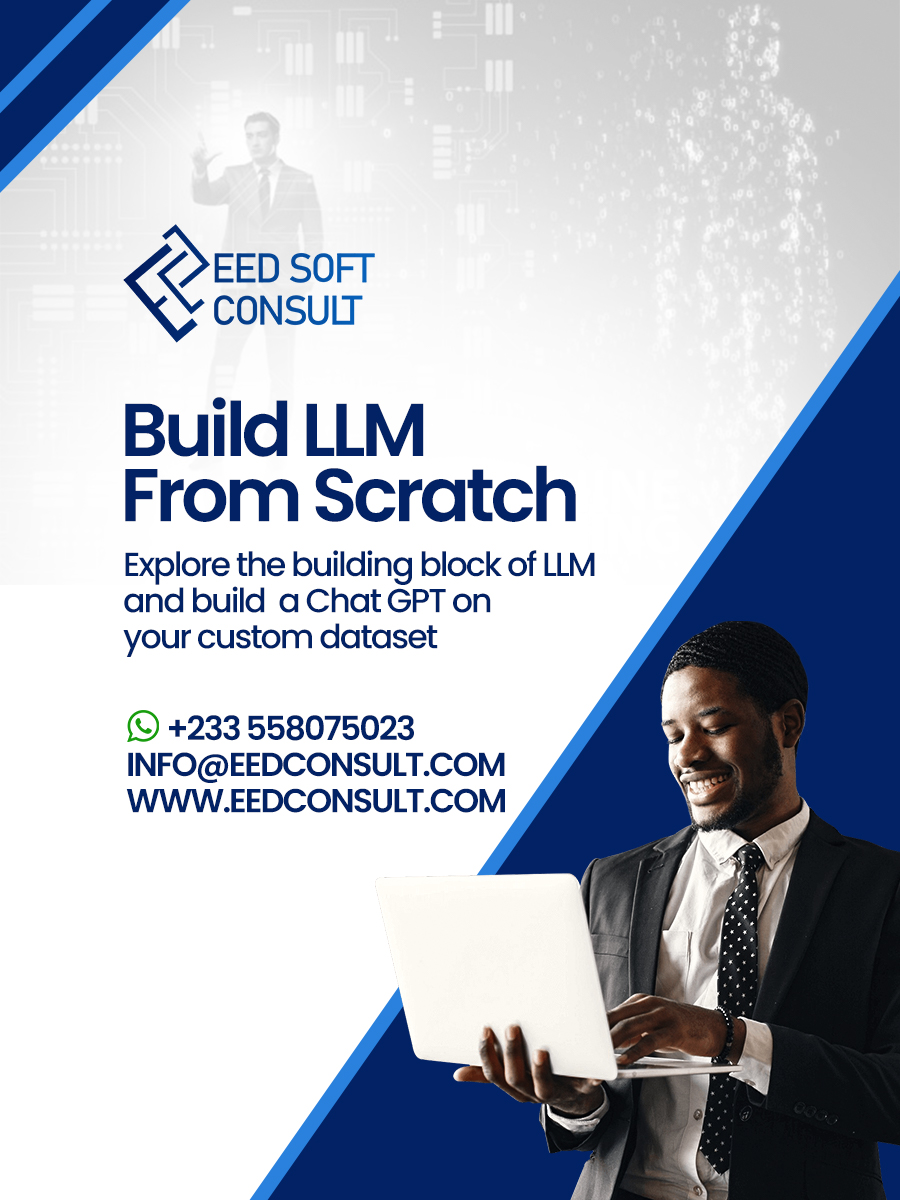 EED SOFT
CONSULT
Build LLM
From Scratch
Explore the building block of LLM
and build  a Chat GPT on
your custom dataset
+233 558075023
INFO@EEDCONSULT.COM
WWW.EEDCONSULT.COM